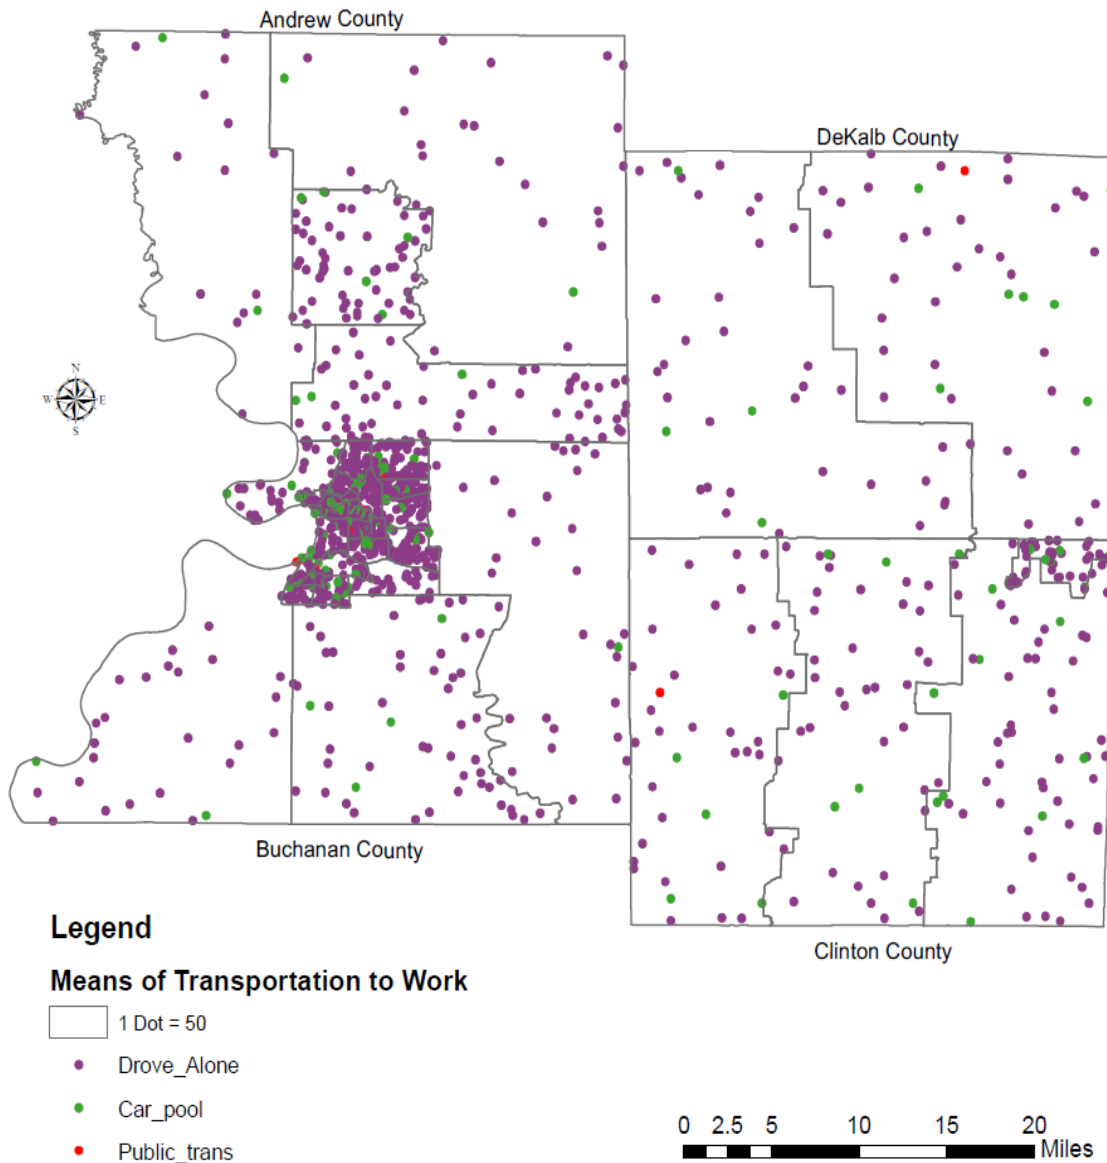 Andrew County
DeKalb County
N
W E
S
Buchanan County
Clinton County
Legend
Means of Transportation to Work
1 Dot = 50
Drove_Alone
Car_pool
Public_trans
0 2.5 5 10 15 20
Miles